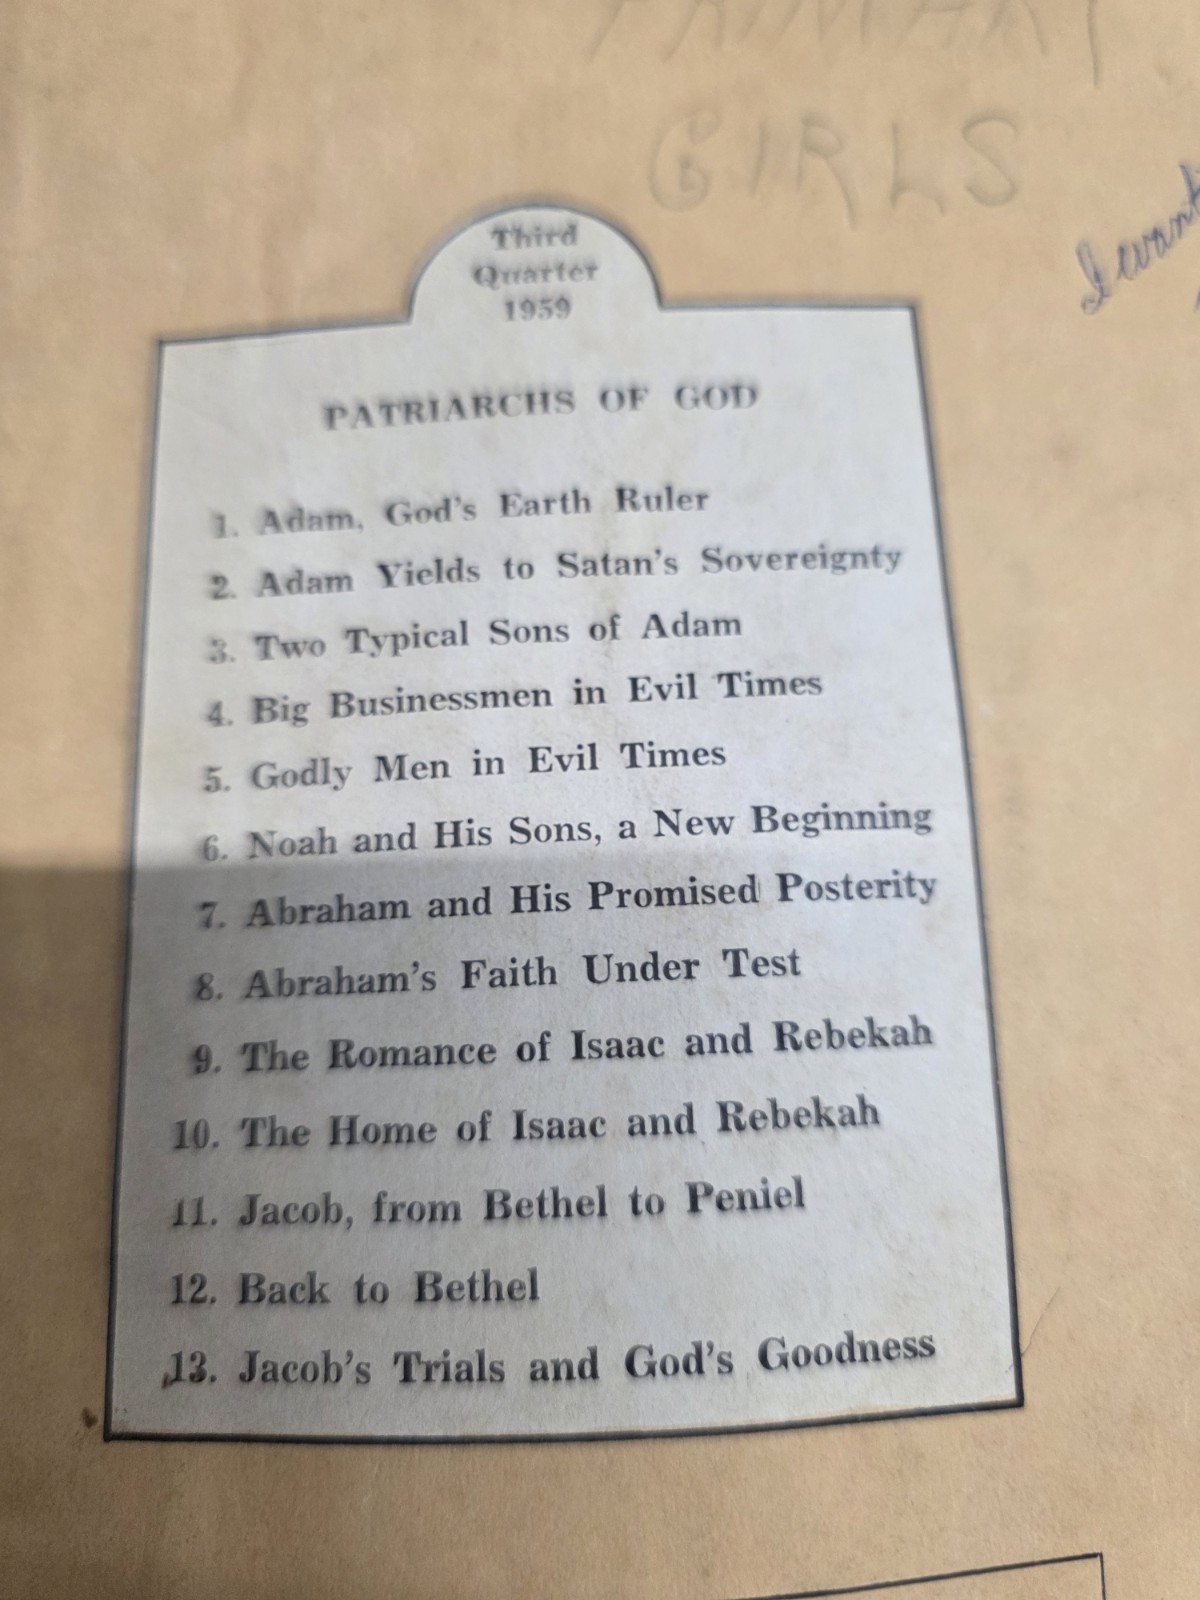 PRIMARY
GIRLS
Third
Quarter
1959
PATRIARCHS OF GOD
1. Adam, God's Earth Ruler
2. Adam Yields to Satan's Sovereignty
3. Two Typical Sons of Adam
4. Big Businessmen in Evil Times
5. Godly Men in Evil Times
6. Noah and His Sons, a New Beginning
7. Abraham and His Promised Posterity
8. Abraham's Faith Under Test
9. The Romance of Isaac and Rebekah
10. The Home of Isaac and Rebekah
11. Jacob, from Bethel to Peniel
12. Back to Bethel
13. Jacob's Trials and God's Goodness